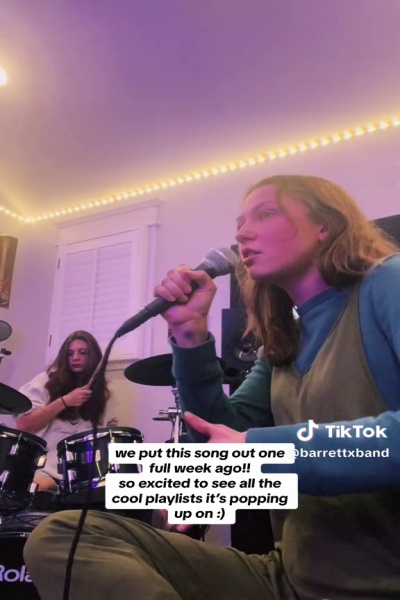 TikTok
@barrettxband
we put this song out one
full week ago!!
so excited to see all the
cool playlists it's popping
up on :)
Rola